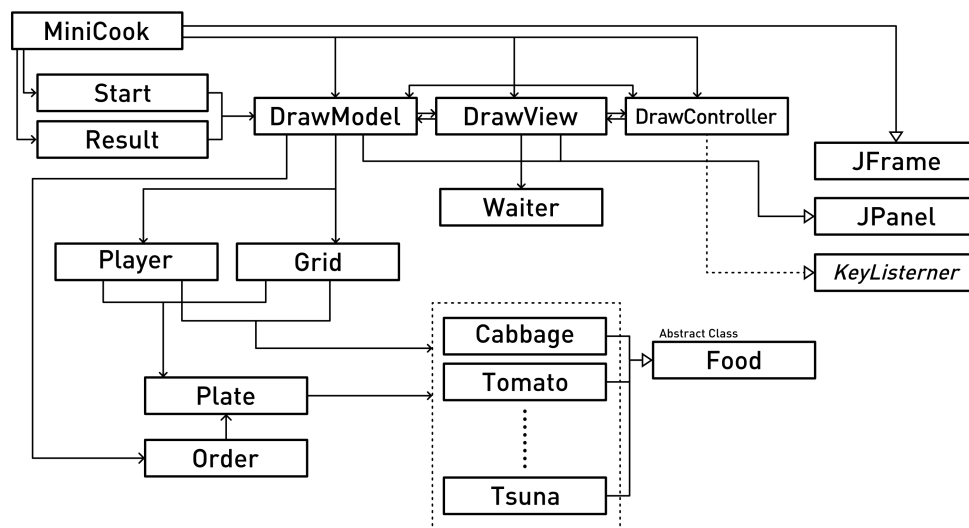 MiniCook
Start
Result
DrawModel
DrawView
DrawController
JFrame
Waiter
JPanel
Player
Grid
KeyListerner
Cabbage
Abstract Class
Food
Tomato
Plate
Order
Tsuna